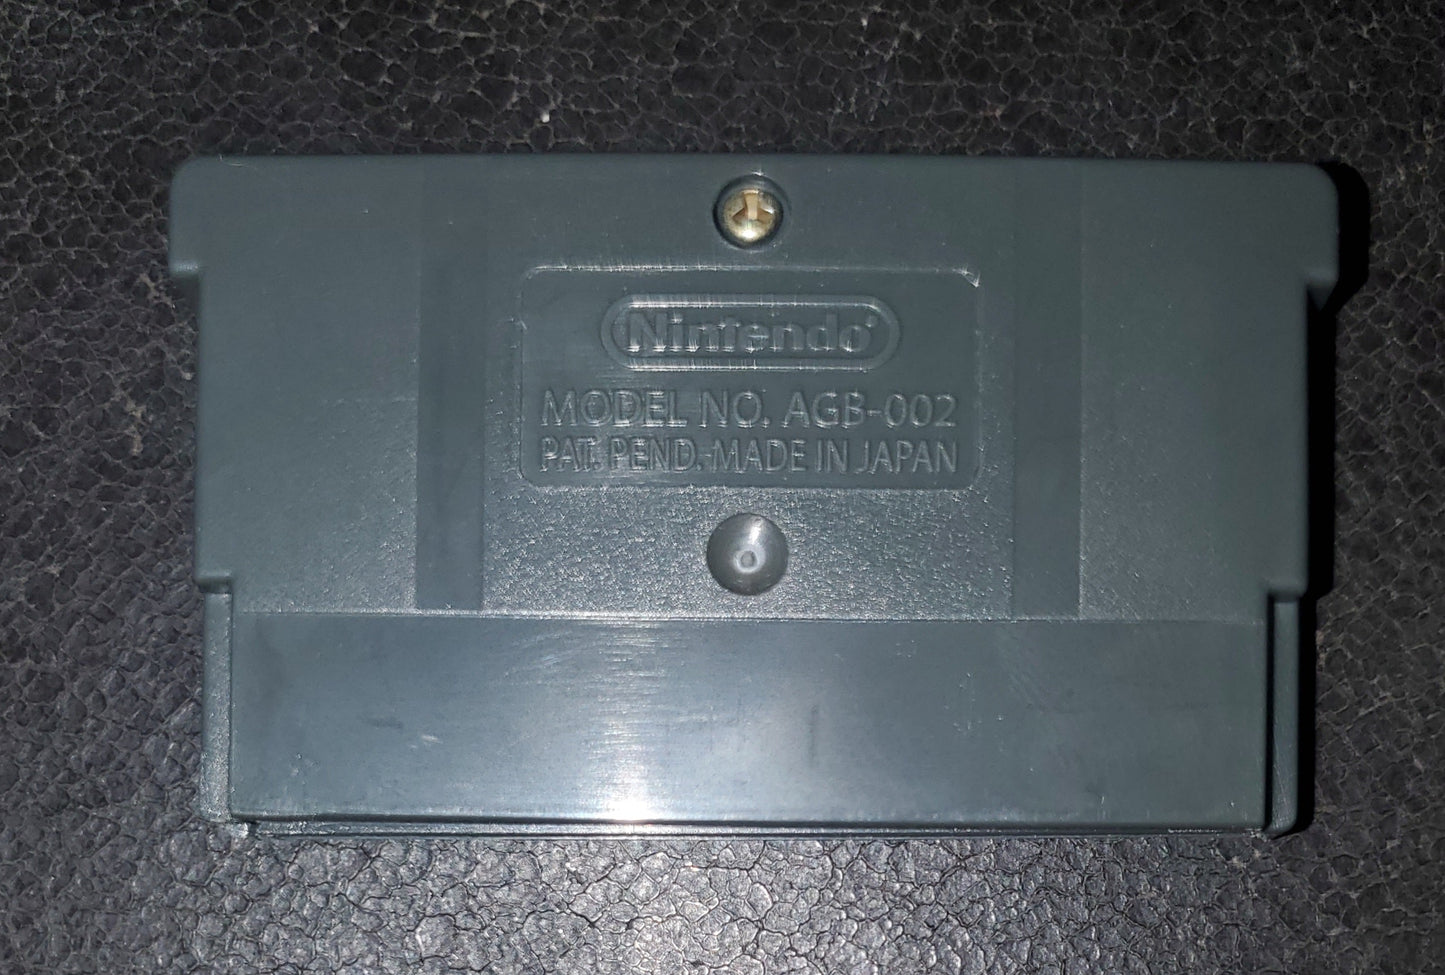 Nintendo®
MODEL NO. AGB-002
PAT. PEND. MADE IN JAPAN